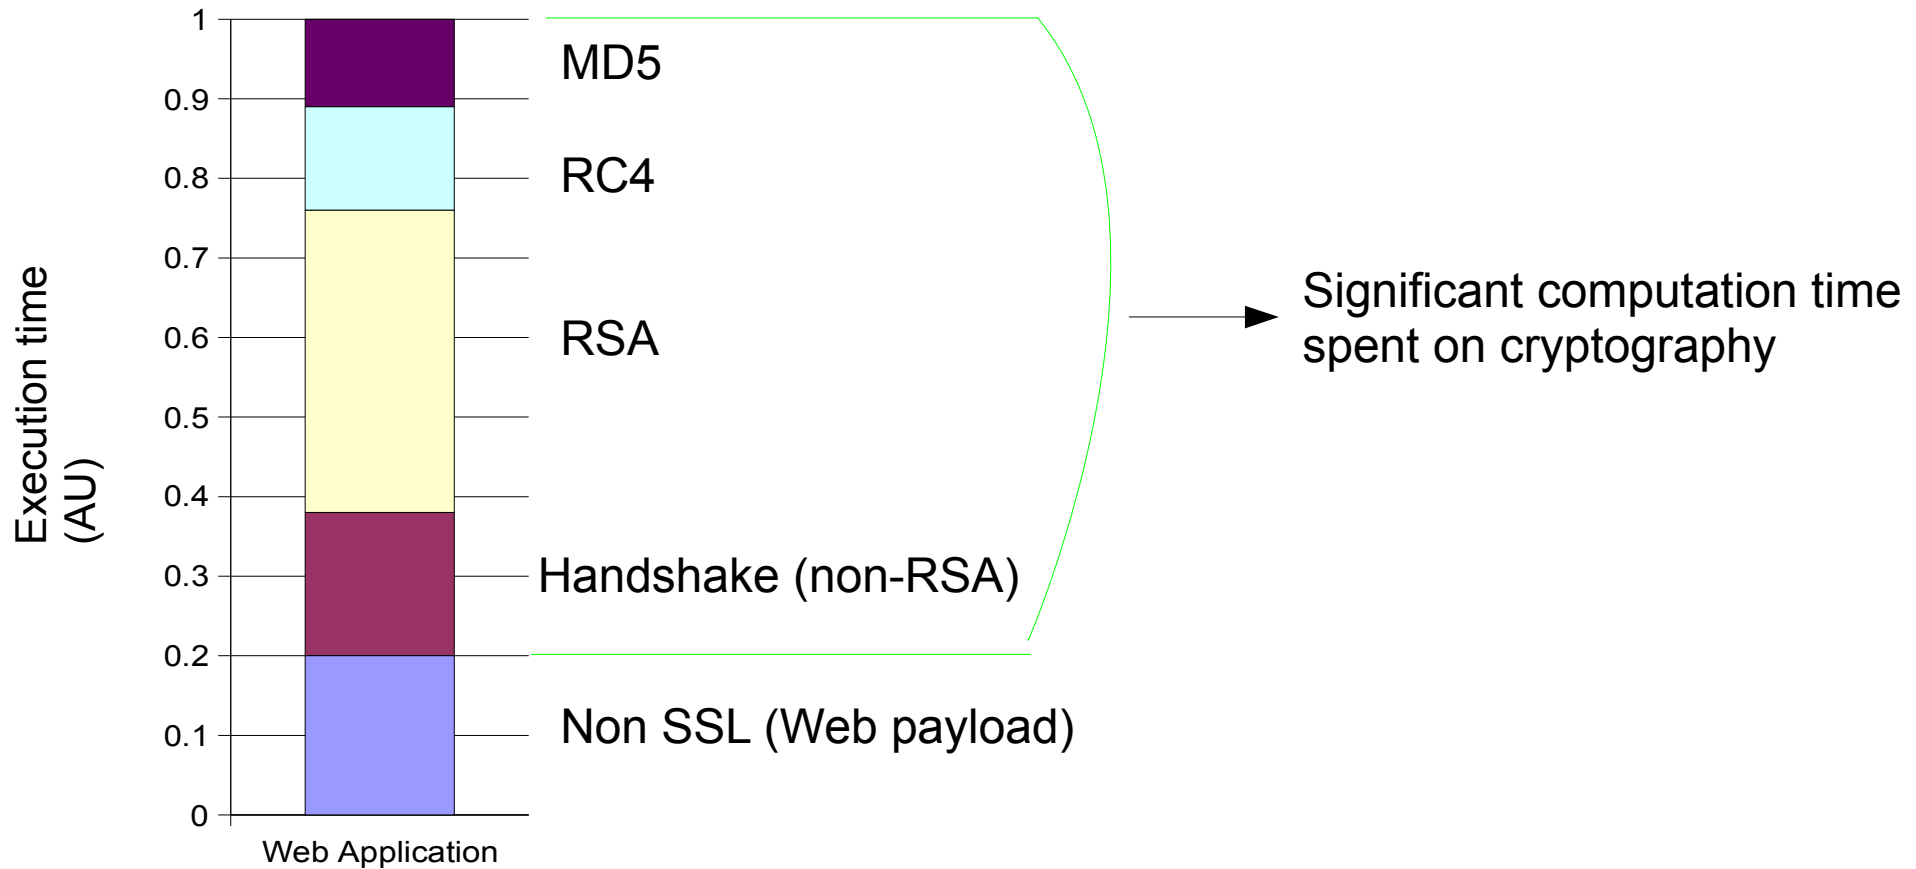 Execution time
(AU)
1
0.9
0.8
0.7
0.6
0.5
0.4
0.3
0.2
0.1
0
Web Application
MD5
RC4
RSA
Handshake (non-RSA)
Non SSL (Web payload)
Significant computation time
spent on cryptography